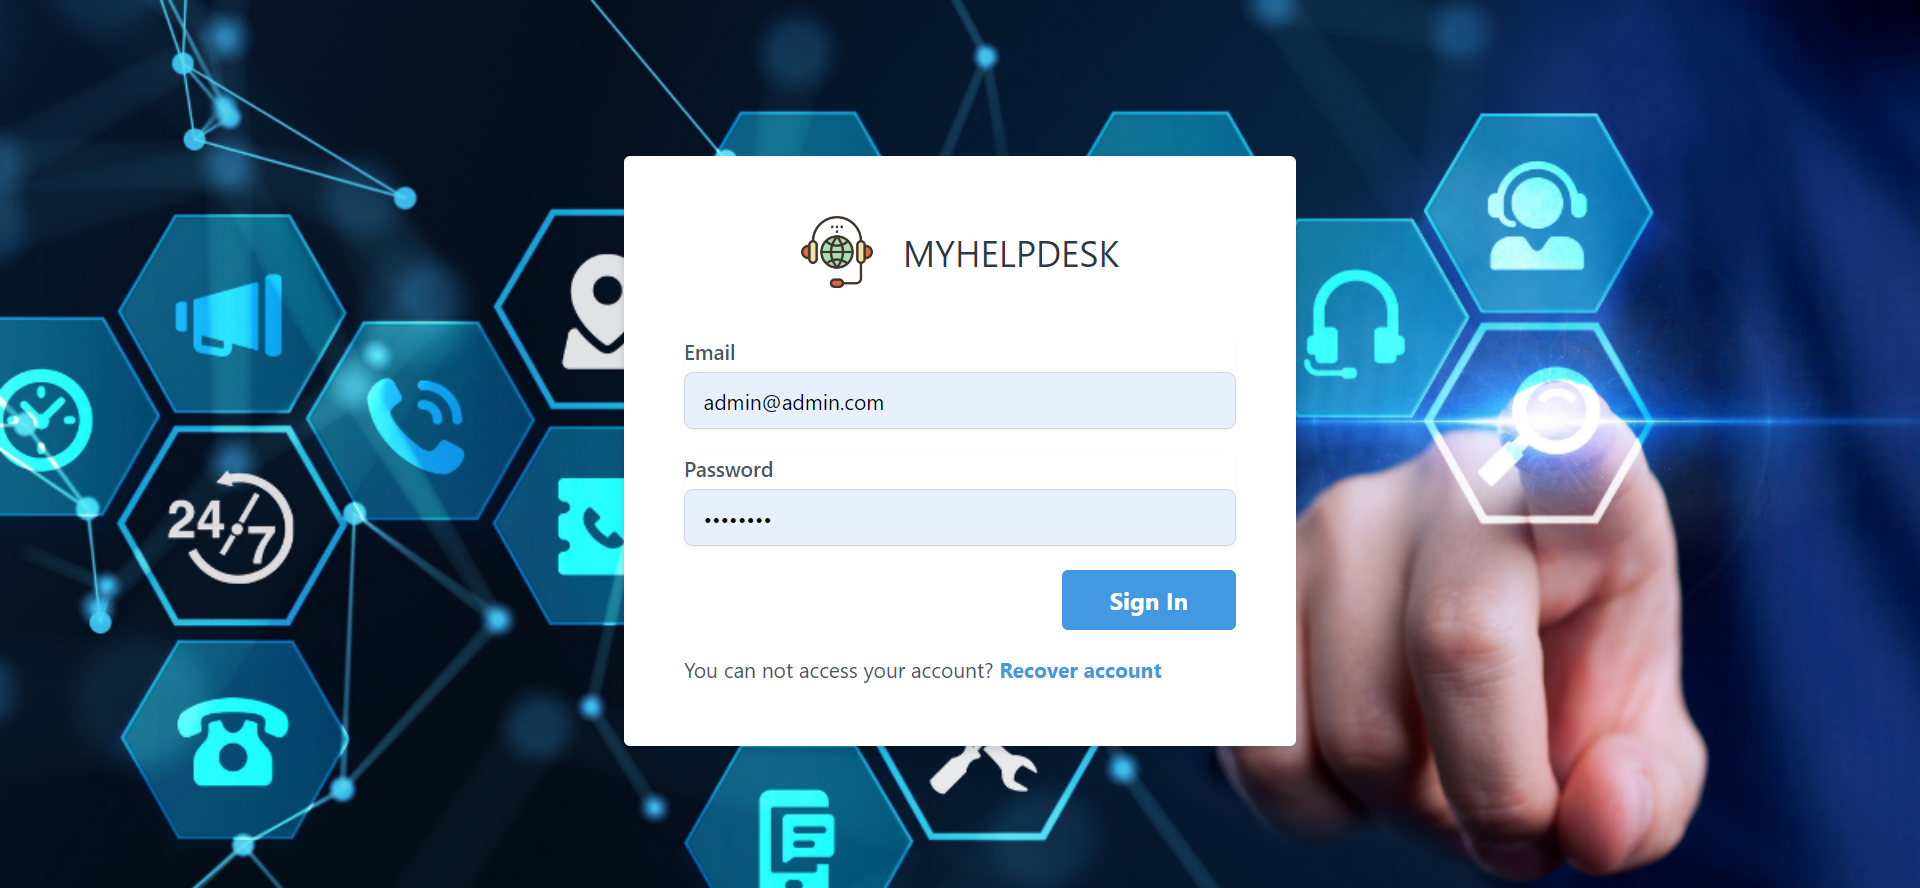 MYHELPDESK
Email
admin@admin.com
Password
••••••••
Sign In
You can not access your account? Recover account
24/7